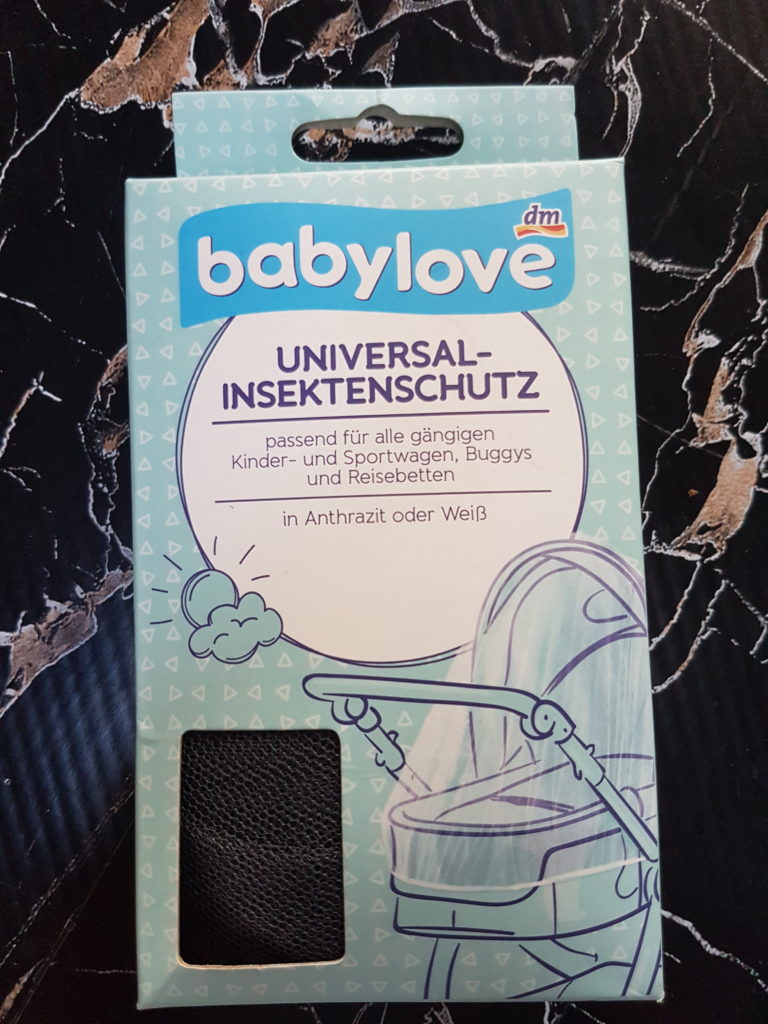 dm
babylove
UNIVERSAL-
INSEKTENSCHUTZ
passend für alle gängigen
Kinder- und Sportwagen, Buggys
und Reisebetten
in Anthrazit oder Weiß